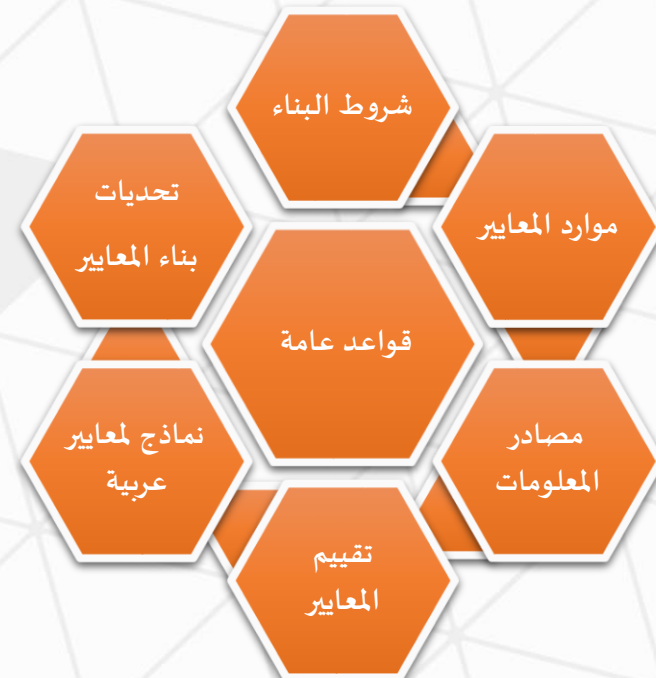 شروط البناء
موارد المعايير
تحديات
بناء المعايير
قواعد عامة
مصادر
المعلومات
نماذج لمعايير
عربية
تقييم
المعايير